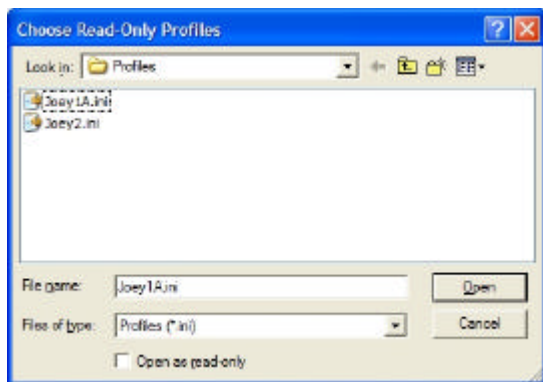 Choose Read-Only Profiles
Look in: Profiles
Joey1A.ini
Joey2.ini
File name: Joey1A.ini Open
Files of type: Profiles (*.ini) Cancel
Open as read-only